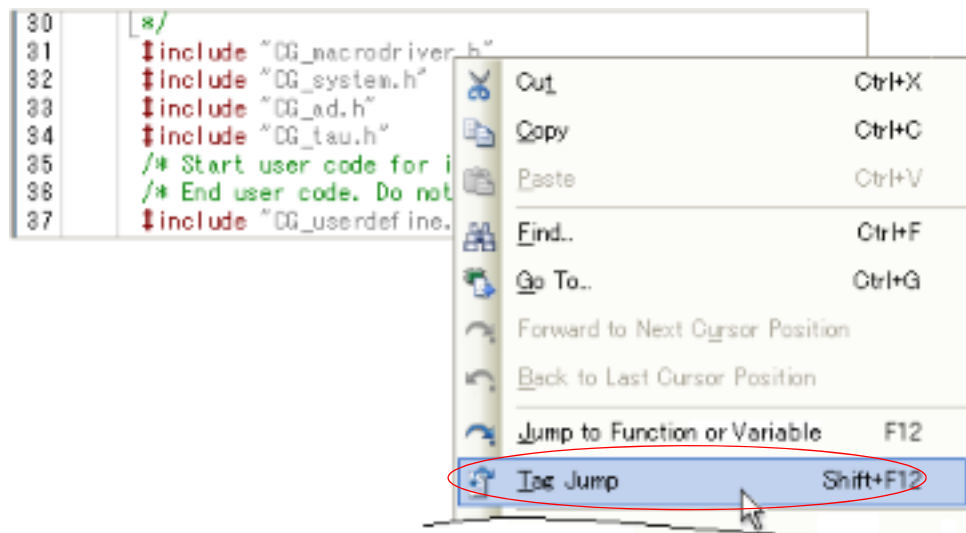 30 */
31 #include "CG_macrodriver.h"
32 #include "CG_system.h"
33 #include "CG_ad.h"
34 #include "CG_tau.h"
35 /* Start user code for i
36 /* End user code. Do not
37 #include "CG_userdefine.
Cut Ctrl+X
Copy Ctrl+C
Paste Ctrl+V
Find.. Ctrl+F
Go To.. Ctrl+G
Forward to Next Cursor Position
Back to Last Cursor Position
Jump to Function or Variable F12
Tag Jump Shift+F12